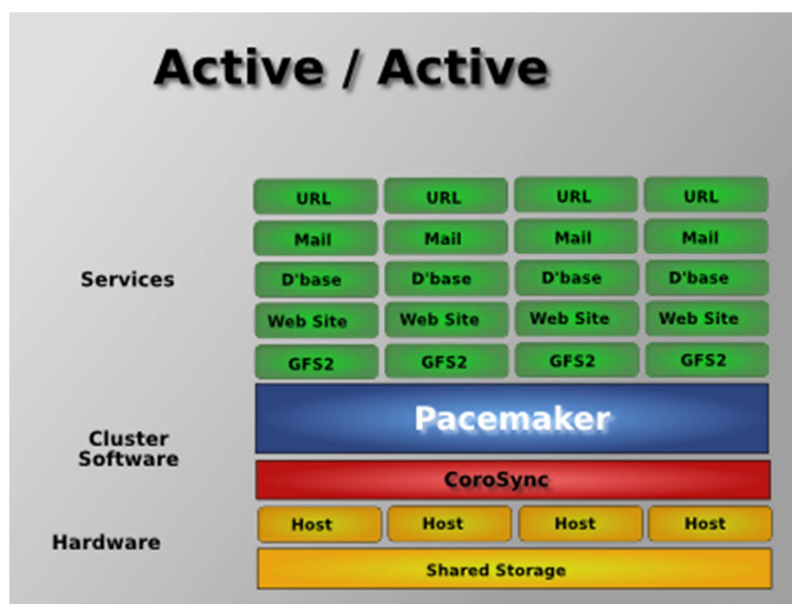 Active / Active
URL URL URL URL
Mail Mail Mail Mail
Services
D'base D'base D'base D'base
Web Site Web Site Web Site Web Site
GFS2 GFS2 GFS2 GFS2
Cluster
Software
Pacemaker
CoroSync
Hardware
Host Host Host Host
Shared Storage